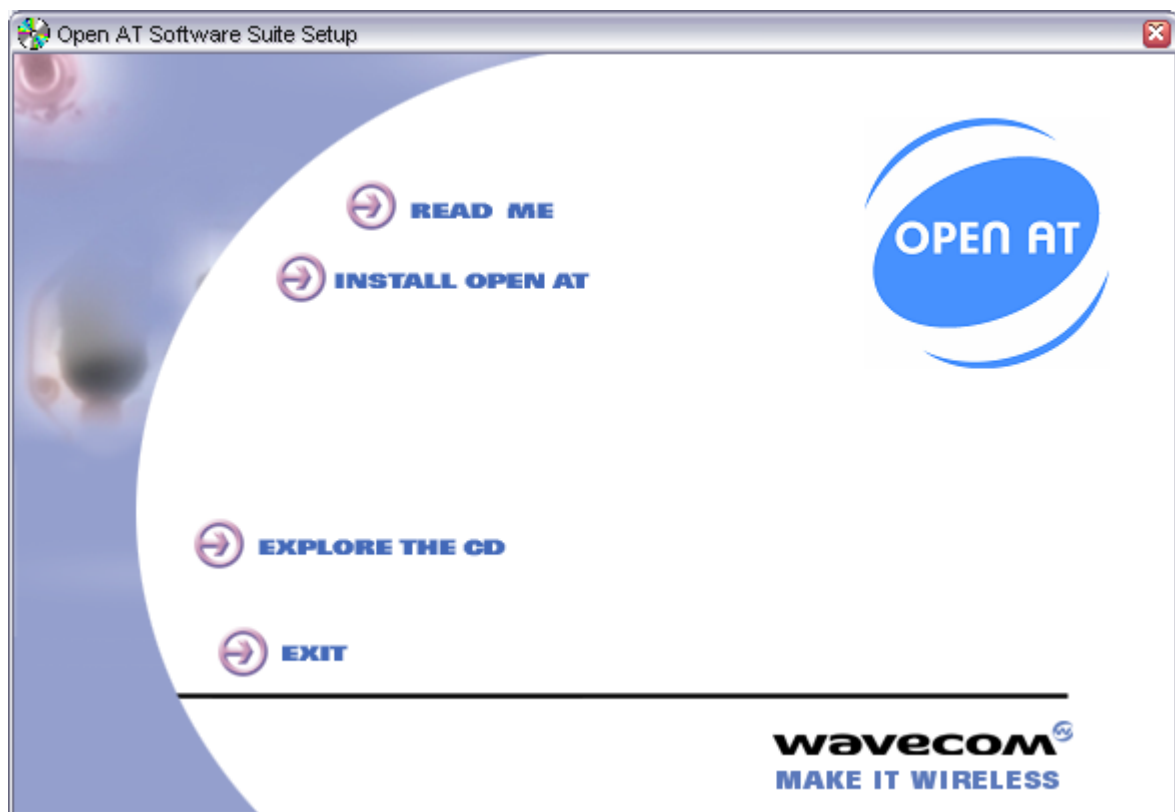 Open AT Software Suite Setup
READ ME
OPEN AT
INSTALL OPEN AT
EXPLORE THE CD
EXIT
wavecom
MAKE IT WIRELESS